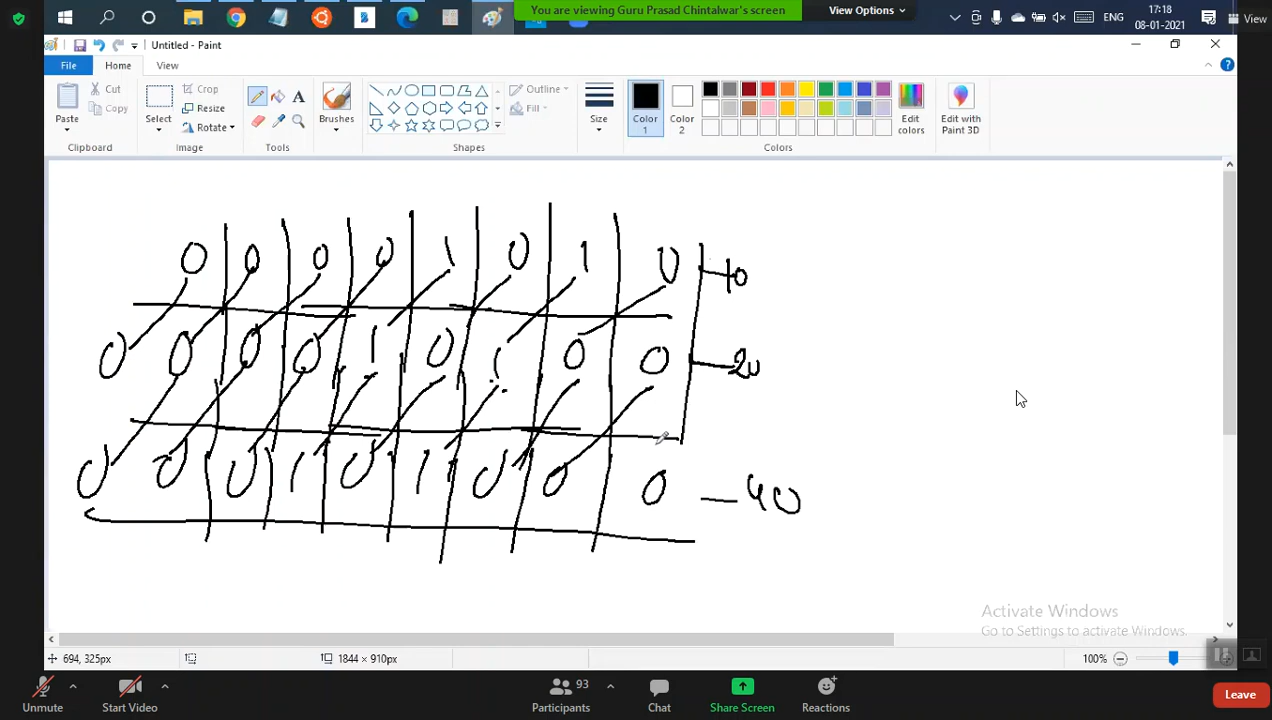 You are viewing Guru Prasad Chintalwar's screen
View Options
ENG
17:18
08-01-2021
View
Untitled - Paint
File Home View
Cut
Copy
Paste
Clipboard
Crop
Resize
Rotate
Select
Image
Tools
Brushes
Outline
Fill
Shapes
Size
Color 1
Color 2
Edit colors
Edit with Paint 3D
Colors
0 0 0 0 1 0 1 0 10
0 0 0 0 1 0 1 0 0 - 20
0 0 0 1 0 1 0 0 0 - 40
Activate Windows
Go to Settings to activate Windows.
694, 325px
1844 × 910px
100%
Unmute
Start Video
93
Participants
Chat
Share Screen
Reactions
Leave